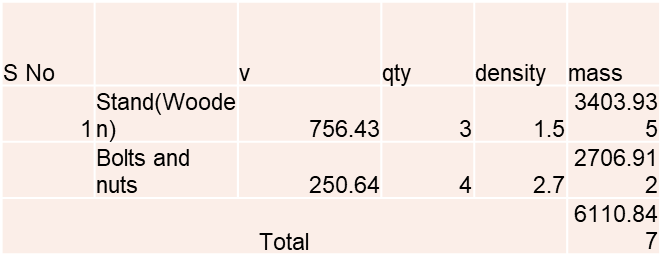 S No v qty density mass
Stand(Woode 3403.93
1 n) 756.43 3 1.5 5
Bolts and 2706.91
nuts 250.64 4 2.7 2
6110.84
Total 7